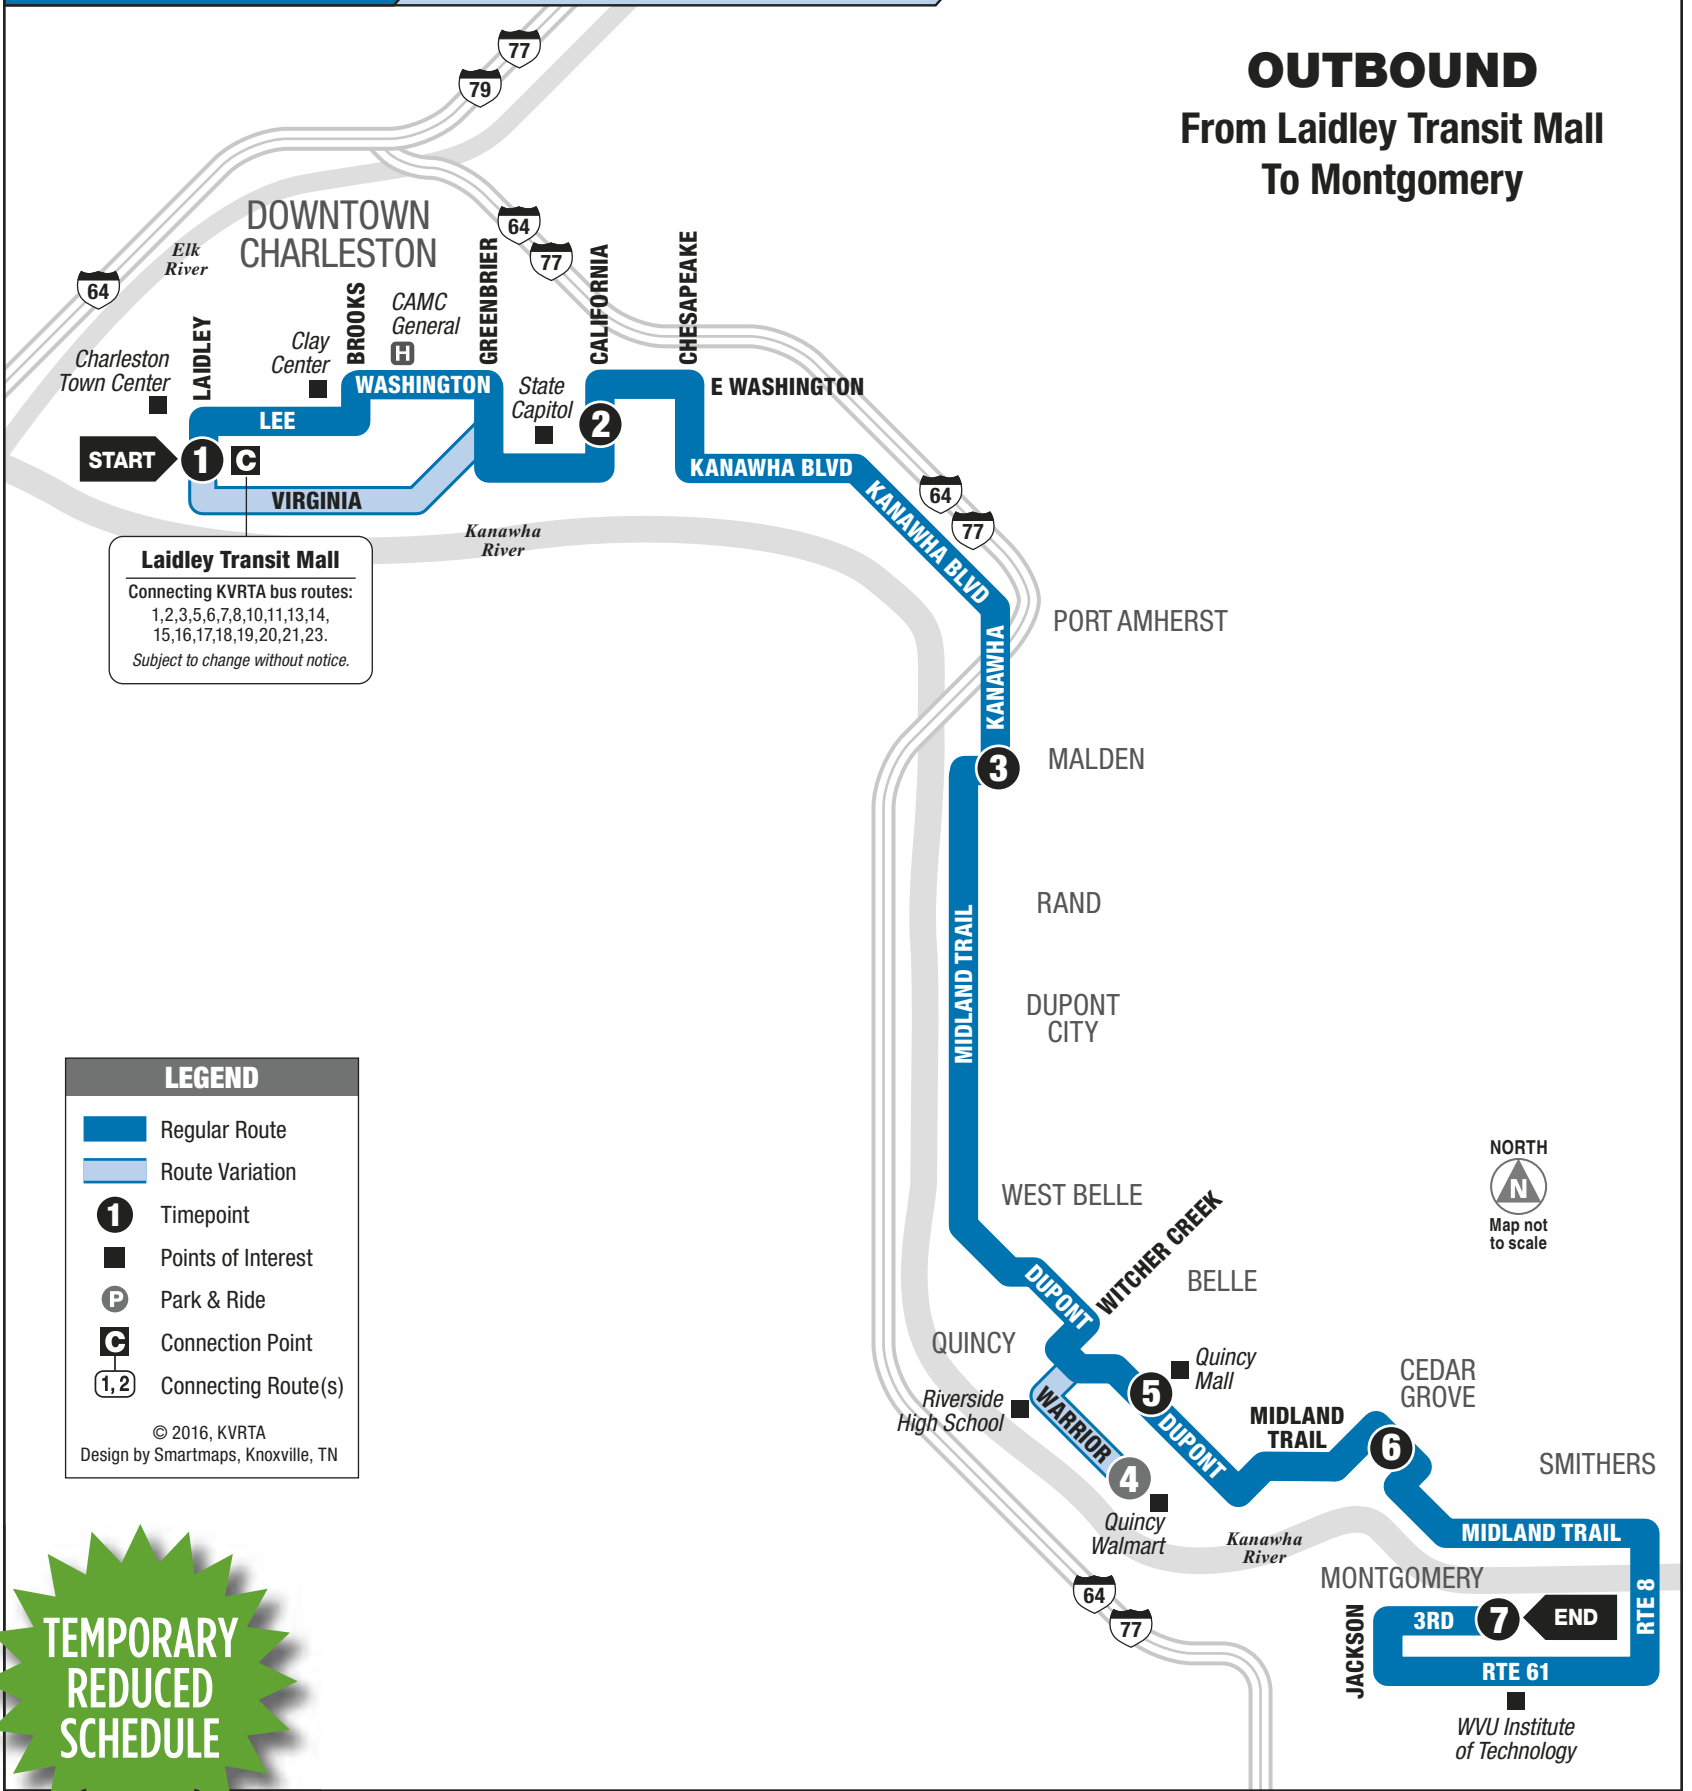 OUTBOUND
From Laidley Transit Mall
To Montgomery
77
79
64
77
64
DOWNTOWN
CHARLESTON
Elk
River
LAIDLEY
BROOKS
GREENBRIER
CALIFORNIA
CHESAPEAKE
CAMC
General
H
Clay
Center
Charleston
Town Center
State
Capitol
WASHINGTON
E WASHINGTON
LEE
START
1
C
2
VIRGINIA
KANAWHA BLVD
KANAWHA BLVD
64
77
Kanawha
River
Laidley Transit Mall
Connecting KVRTA bus routes:
1,2,3,5,6,7,8,10,11,13,14,
15,16,17,18,19,20,21,23.
Subject to change without notice.
PORT AMHERST
KANAWHA
3
MALDEN
RAND
MIDLAND TRAIL
DUPONT
CITY
WEST BELLE
WITCHER CREEK
BELLE
DUPONT
QUINCY
Quincy
Mall
5
Riverside
High School
WARRIOR
4
Quincy
Walmart
DUPONT
MIDLAND
TRAIL
CEDAR
GROVE
6
SMITHERS
MIDLAND TRAIL
Kanawha
River
64
77
MONTGOMERY
RTE 8
JACKSON
3RD
7
END
RTE 61
WVU Institute
of Technology
NORTH
N
Map not
to scale
LEGEND
Regular Route
Route Variation
1 Timepoint
Points of Interest
P Park & Ride
C Connection Point
1, 2 Connecting Route(s)
© 2016, KVRTA
Design by Smartmaps, Knoxville, TN
TEMPORARY
REDUCED
SCHEDULE